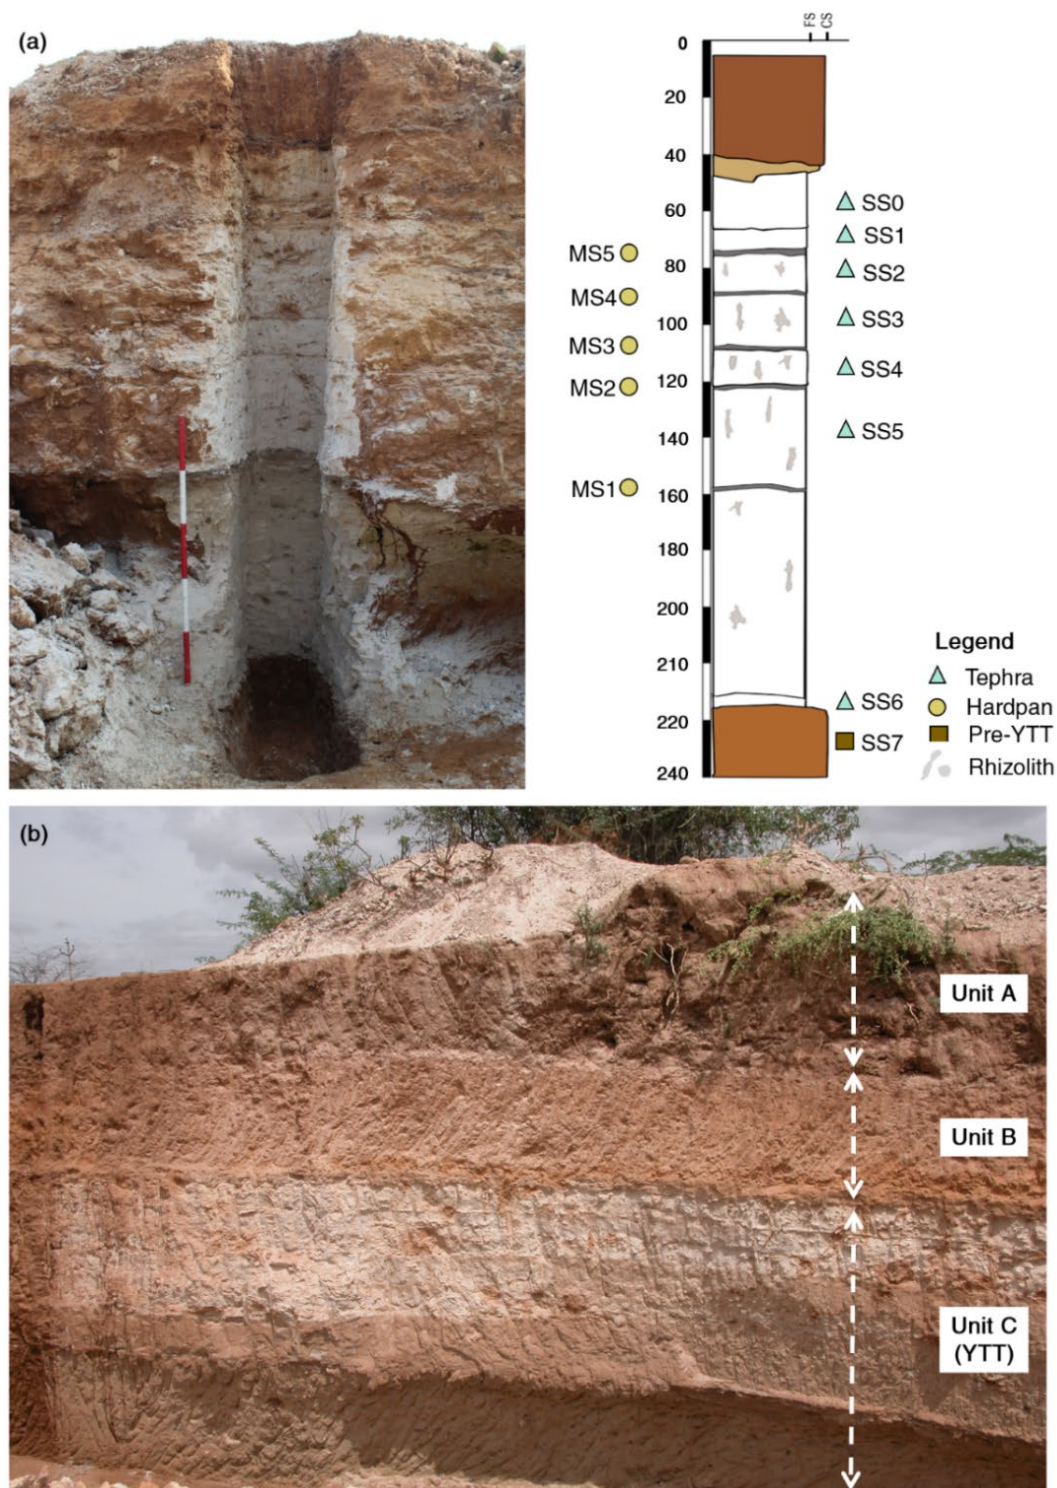 (a)
FS
CS
0
20
40
60
80
100
120
140
160
180
200
210
220
240
SS0
SS1
MS5
SS2
MS4
SS3
MS3
SS4
MS2
SS5
MS1
SS6
SS7
Legend
Tephra
Hardpan
Pre-YTT
Rhizolith
(b)
Unit A
Unit B
Unit C
(YTT)